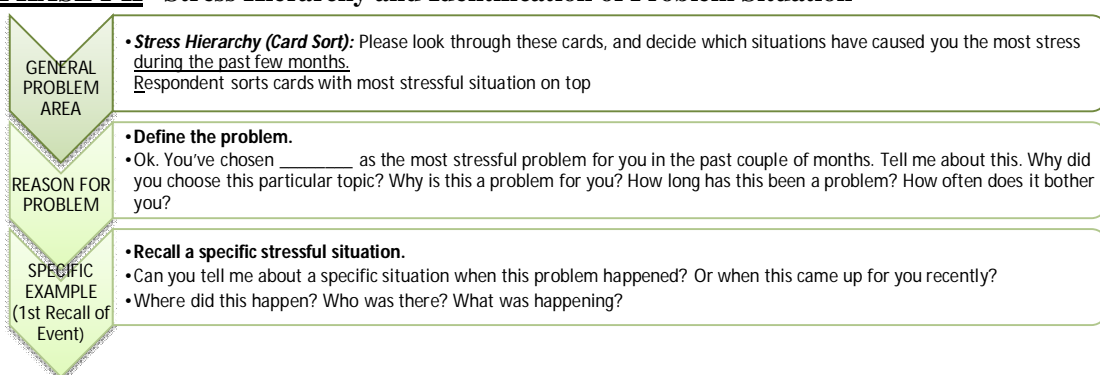 Stress Hierarchy and Identification of Problem Situation
GENERAL
PROBLEM
AREA
•Stress Hierarchy (Card Sort): Please look through these cards, and decide which situations have caused you the most stress
during the past few months.
Respondent sorts cards with most stressful situation on top
REASON FOR
PROBLEM
•Define the problem.
•Ok. You've chosen ________ as the most stressful problem for you in the past couple of months. Tell me about this. Why did
you choose this particular topic? Why is this a problem for you? How long has this been a problem? How often does it bother
you?
SPECIFIC
EXAMPLE
(1st Recall of
Event)
•Recall a specific stressful situation.
•Can you tell me about a specific situation when this problem happened? Or when this came up for you recently?
•Where did this happen? Who was there? What was happening?